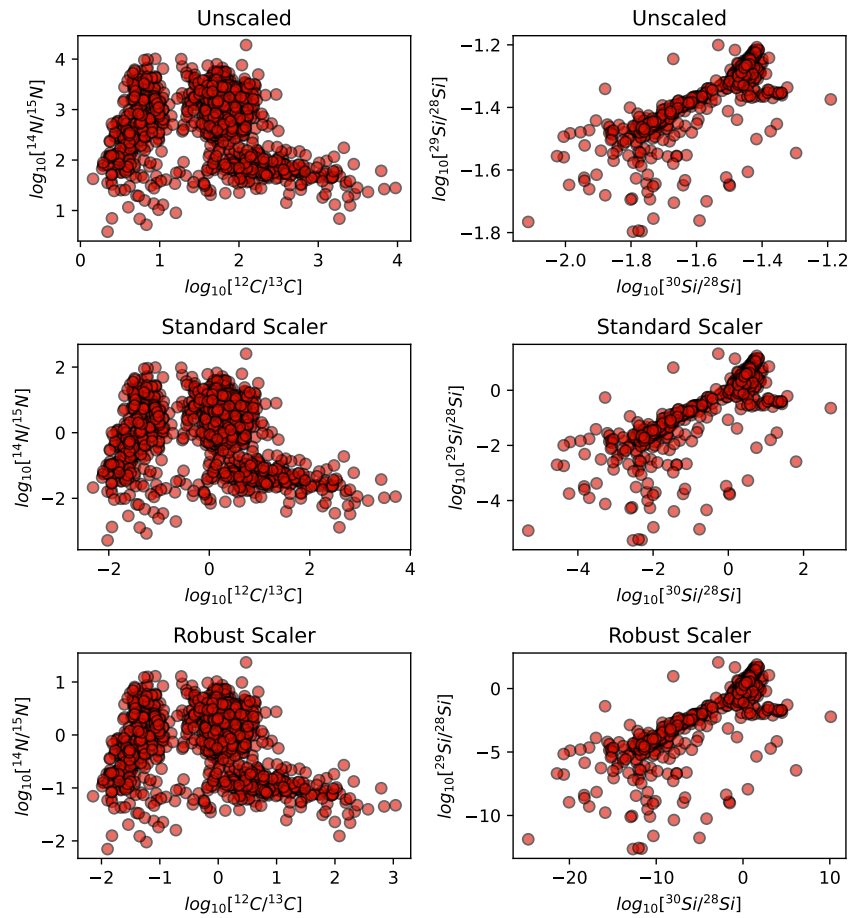 Unscaled
4
3
2
1
log₁₀[¹⁴N/¹⁵N]
0 1 2 3 4
log₁₀[¹²C/¹³C]
Unscaled
−1.2
−1.4
−1.6
−1.8
log₁₀[²⁹Si/²⁸Si]
−2.0 −1.8 −1.6 −1.4 −1.2
log₁₀[³⁰Si/²⁸Si]
Standard Scaler
2
0
−2
log₁₀[¹⁴N/¹⁵N]
−2 0 2 4
log₁₀[¹²C/¹³C]
Standard Scaler
0
−2
−4
log₁₀[²⁹Si/²⁸Si]
−4 −2 0 2
log₁₀[³⁰Si/²⁸Si]
Robust Scaler
1
0
−1
−2
log₁₀[¹⁴N/¹⁵N]
−2 −1 0 1 2 3
log₁₀[¹²C/¹³C]
Robust Scaler
0
−5
−10
log₁₀[²⁹Si/²⁸Si]
−20 −10 0 10
log₁₀[³⁰Si/²⁸Si]